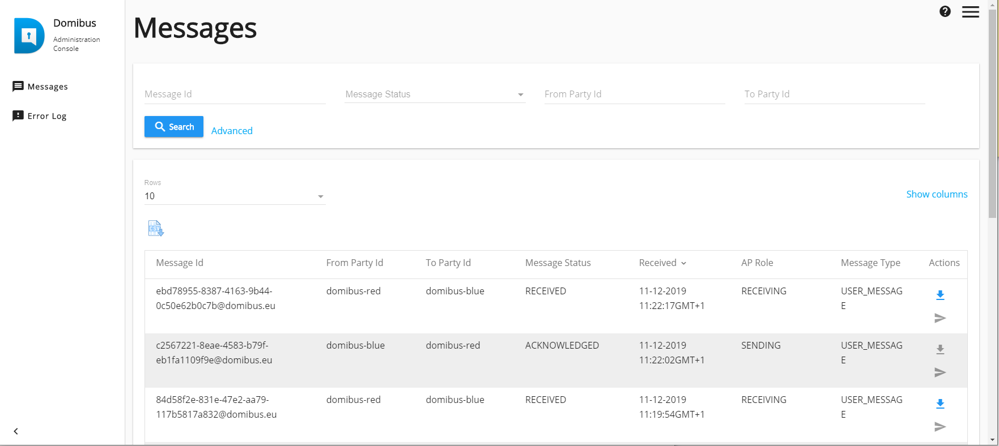 Domibus
Administration
Console
Messages
Error Log
Messages
Message Id
Message Status
From Party Id
To Party Id
Search
Advanced
Rows
10
Show columns
CSV
Message Id From Party Id To Party Id Message Status Received AP Role Message Type Actions
ebd78955-8387-4163-9b44- domibus-red domibus-blue RECEIVED 11-12-2019 RECEIVING USER_MESSAG
0c50e62b0c7b@domibus.eu 11:22:17GMT+1 E
c2567221-8eae-4583-b79f- domibus-blue domibus-red ACKNOWLEDGED 11-12-2019 SENDING USER_MESSAG
eb1fa1109f9e@domibus.eu 11:22:02GMT+1 E
84d58f2e-831e-47e2-aa79- domibus-red domibus-blue RECEIVED 11-12-2019 RECEIVING USER_MESSAG
117b5817a832@domibus.eu 11:19:54GMT+1 E